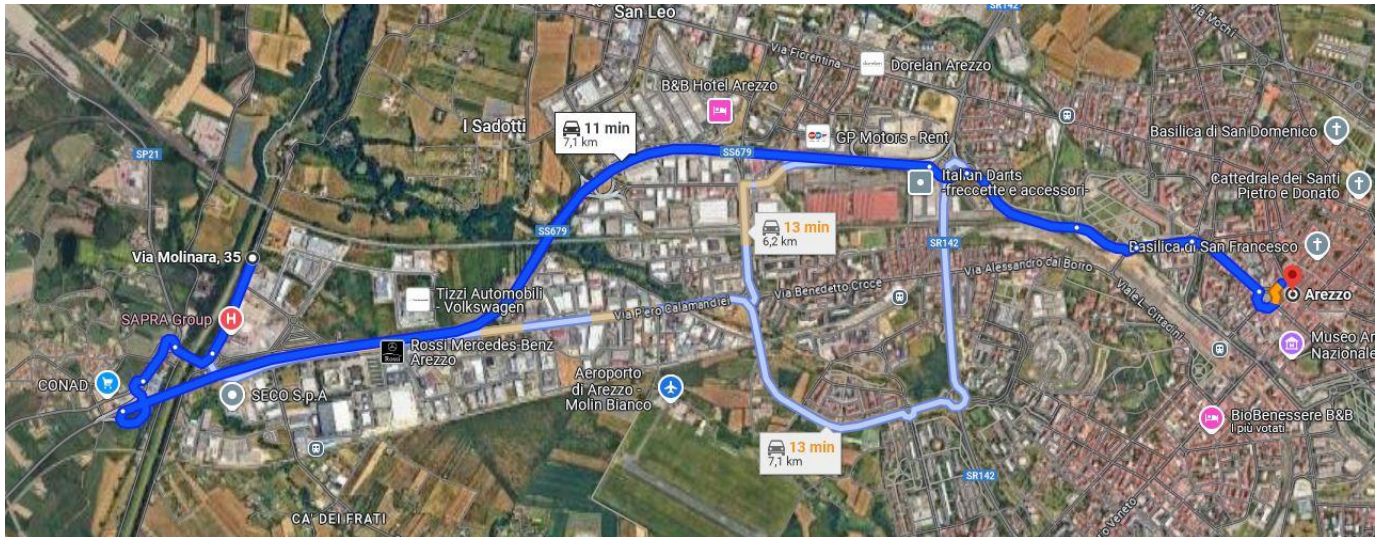 San Leo
SR142
Via Mochi
Via Fiorentina
Dorelan Arezzo
B&B Hotel Arezzo
I Sadotti
11 min
7,1 km
GP Motors - Rent
Basilica di San Domenico
SP21
SS679
Italian Darts
-freccette e accessori-
Cattedrale dei Santi
Pietro e Donato
13 min
6,2 km
SS679
SR142
Basilica di San Francesco
Via Molinara, 35
Via Alessandro dal Borro
Tizzi Automobili
- Volkswagen
Via Benedetto Croce
Viale L. Cittadini
Arezzo
SAPRA Group
H
Via Piero Calamandrei
Rossi Mercedes-Benz
Arezzo
Rossi
Museo Ar
Nazionale
CONAD
SECO S.p.A
Aeroporto
di Arezzo -
Molin Bianco
BioBenessere B&B
I più votati
13 min
7,1 km
SR142
CA' DEI FRATI
Veneto